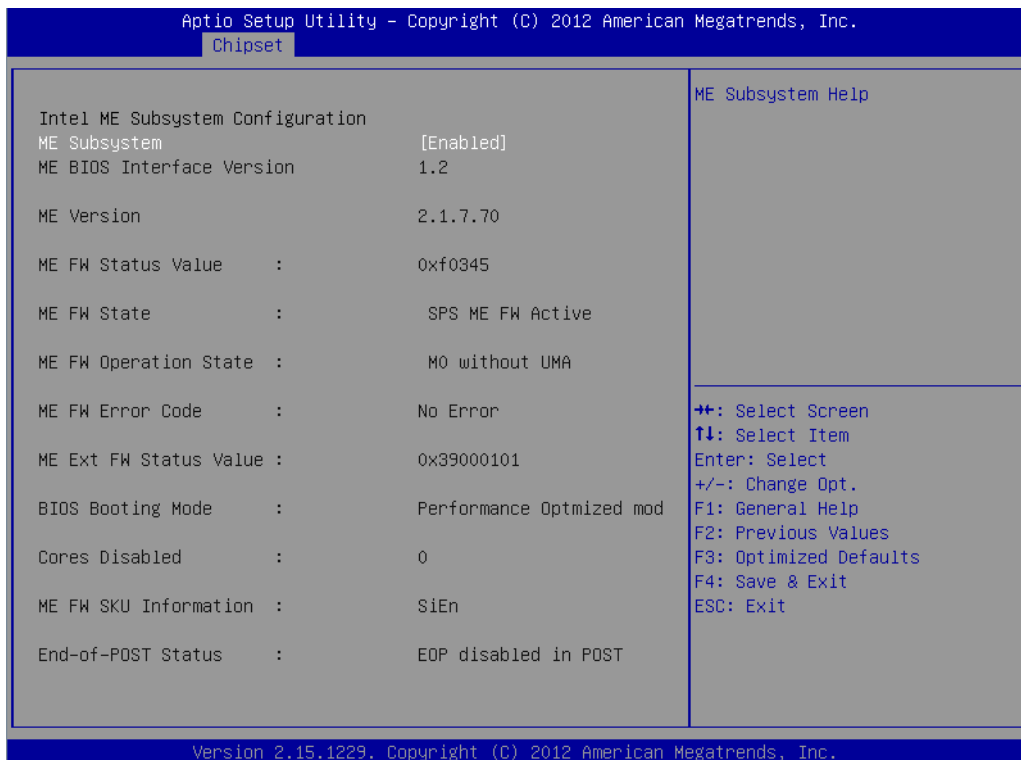 Aptio Setup Utility – Copyright (C) 2012 American Megatrends, Inc.
Chipset
Intel ME Subsystem Configuration
ME Subsystem [Enabled]
ME BIOS Interface Version 1.2
ME Version 2.1.7.70
ME FW Status Value : 0xf0345
ME FW State : SPS ME FW Active
ME FW Operation State : M0 without UMA
ME FW Error Code : No Error
ME Ext FW Status Value : 0x39000101
BIOS Booting Mode : Performance Optmized mod
Cores Disabled : 0
ME FW SKU Information : SiEn
End-of-POST Status : EOP disabled in POST
ME Subsystem Help
→←: Select Screen
↑↓: Select Item
Enter: Select
+/-: Change Opt.
F1: General Help
F2: Previous Values
F3: Optimized Defaults
F4: Save & Exit
ESC: Exit
Version 2.15.1229. Copyright (C) 2012 American Megatrends, Inc.